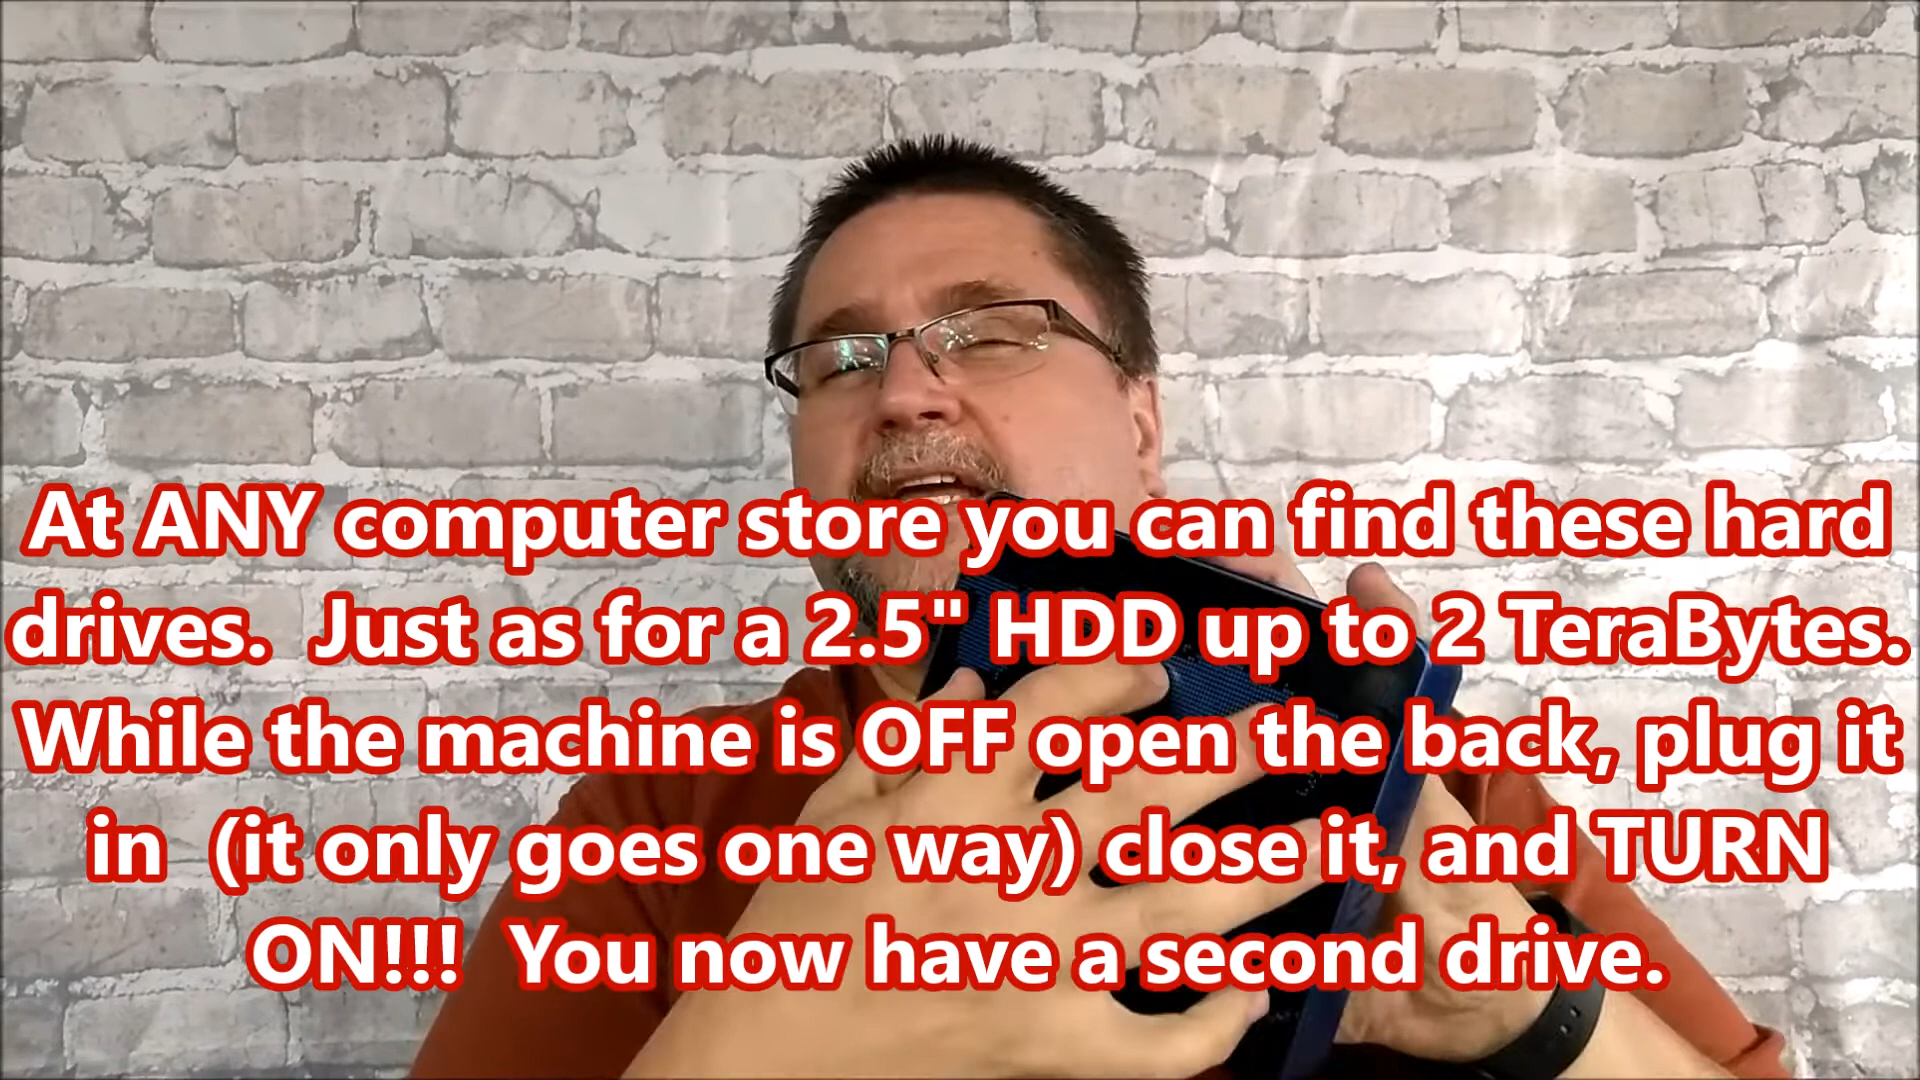 At ANY computer store you can find these hard
drives.  Just as for a 2.5" HDD up to 2 TeraBytes.
While the machine is OFF open the back, plug it
in  (it only goes one way) close it, and TURN
ON!!!  You now have a second drive.